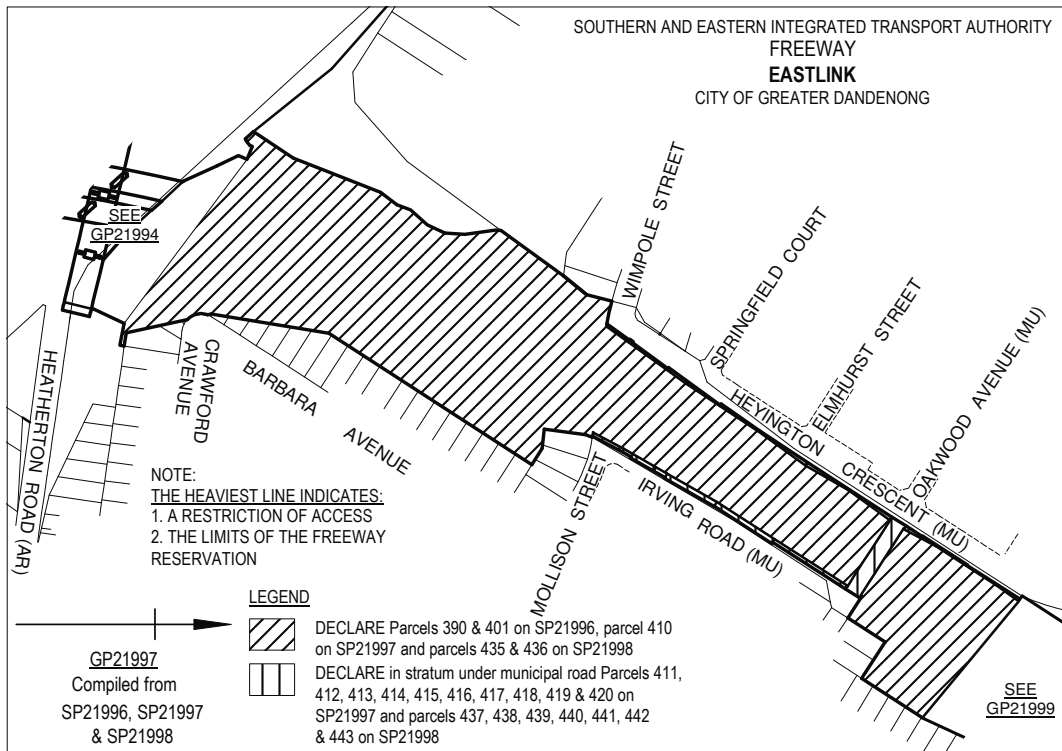 SOUTHERN AND EASTERN INTEGRATED TRANSPORT AUTHORITY
FREEWAY
EASTLINK
CITY OF GREATER DANDENONG
SEE
GP21994
WIMPOLE STREET
SPRINGFIELD COURT
ELMHURST STREET
OAKWOOD AVENUE (MU)
HEYINGTON CRESCENT (MU)
HEATHERTON ROAD (AR)
CRAWFORD
AVENUE
BARBARA
AVENUE
MOLLISON STREET
IRVING ROAD (MU)
NOTE:
THE HEAVIEST LINE INDICATES:
1. A RESTRICTION OF ACCESS
2. THE LIMITS OF THE FREEWAY
RESERVATION
LEGEND
DECLARE Parcels 390 & 401 on SP21996, parcel 410
on SP21997 and parcels 435 & 436 on SP21998
DECLARE in stratum under municipal road Parcels 411,
412, 413, 414, 415, 416, 417, 418, 419 & 420 on
SP21997 and parcels 437, 438, 439, 440, 441, 442
& 443 on SP21998
GP21997
Compiled from
SP21996, SP21997
& SP21998
SEE
GP21999